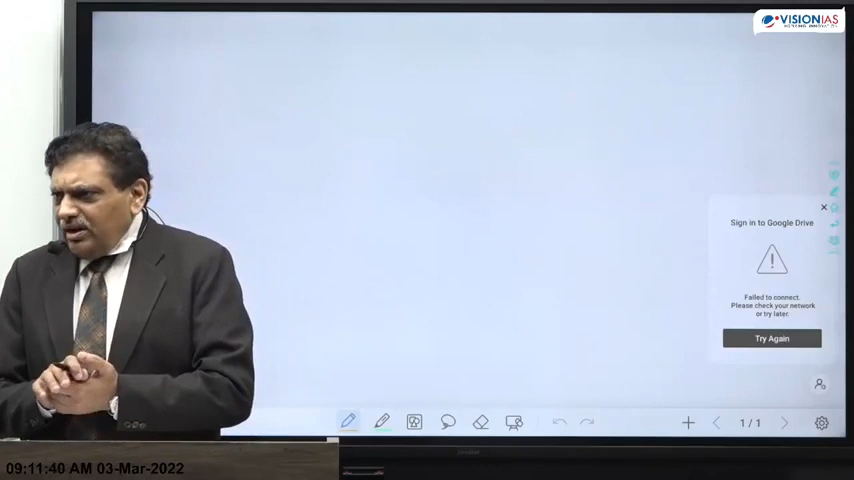 VISIONIAS
Sign in to Google Drive
Failed to connect.
Please check your network
or try later.
Try Again
1 / 1
09:11:40 AM 03-Mar-2022